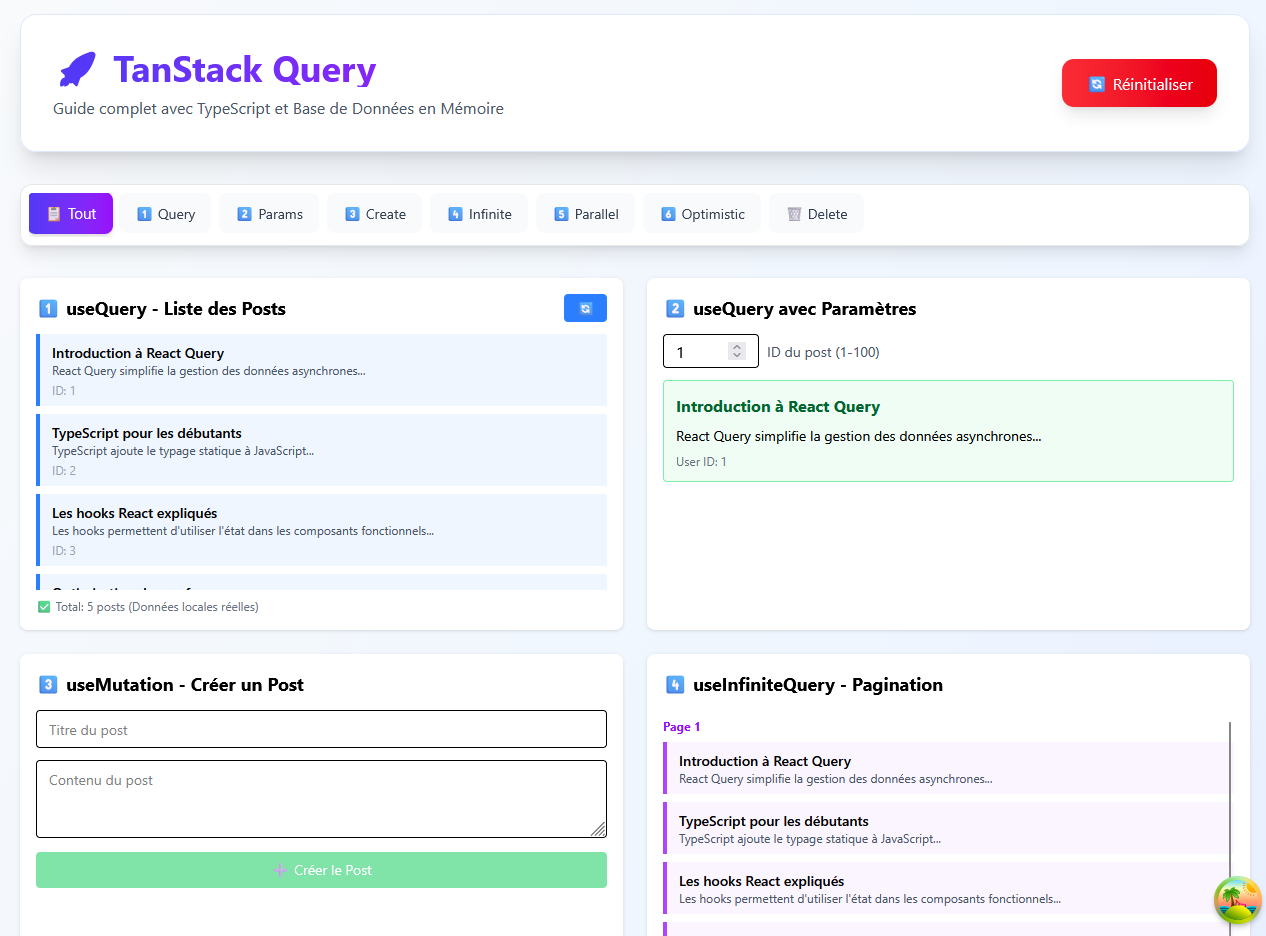 TanStack Query
Guide complet avec TypeScript et Base de Données en Mémoire
Réinitialiser
Tout
1 Query
2 Params
3 Create
4 Infinite
5 Parallel
6 Optimistic
Delete
1 useQuery - Liste des Posts
Introduction à React Query
React Query simplifie la gestion des données asynchrones...
ID: 1
TypeScript pour les débutants
TypeScript ajoute le typage statique à JavaScript...
ID: 2
Les hooks React expliqués
Les hooks permettent d'utiliser l'état dans les composants fonctionnels...
ID: 3
Total: 5 posts (Données locales réelles)
2 useQuery avec Paramètres
1
ID du post (1-100)
Introduction à React Query
React Query simplifie la gestion des données asynchrones...
User ID: 1
3 useMutation - Créer un Post
Titre du post
Contenu du post
Créer le Post
4 useInfiniteQuery - Pagination
Page 1
Introduction à React Query
React Query simplifie la gestion des données asynchrones...
TypeScript pour les débutants
TypeScript ajoute le typage statique à JavaScript...
Les hooks React expliqués
Les hooks permettent d'utiliser l'état dans les composants fonctionnels...